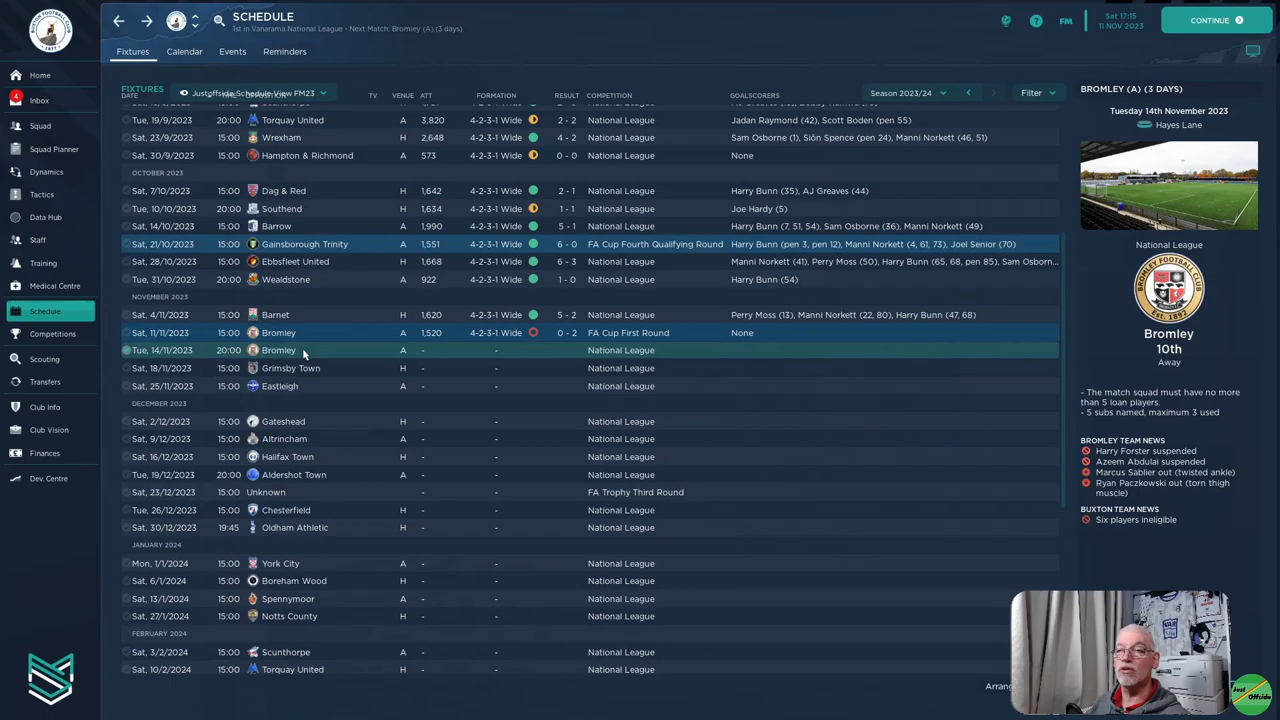 SCHEDULE
1st in Vanarama National League - Next Match: Bromley (A) (3 days)
FM
Sat 17:15
11 NOV 2023
CONTINUE
Fixtures Calendar Events Reminders
Home
4
Inbox
Squad
Squad Planner
Dynamics
Tactics
Data Hub
Staff
Training
Medical Centre
Schedule
Competitions
Scouting
Transfers
Club Info
Club Vision
Finances
Dev. Centre
FIXTURES Justoffside Schedule View FM23 Season 2023/24 Filter
DATE TV VENUE ATT FORMATION RESULT COMPETITION GOALSCORERS
Tue, 19/9/2023 20:00 Torquay United A 3,820 4-2-3-1 Wide 2 - 2 National League Jadan Raymond (42), Scott Boden (pen 55)
Sat, 23/9/2023 15:00 Wrexham H 2,648 4-2-3-1 Wide 4 - 2 National League Sam Osborne (1), Siôn Spence (pen 24), Manni Norkett (46, 51)
Sat, 30/9/2023 15:00 Hampton & Richmond A 573 4-2-3-1 Wide 0 - 0 National League None
OCTOBER 2023
Sat, 7/10/2023 15:00 Dag & Red H 1,642 4-2-3-1 Wide 2 - 1 National League Harry Bunn (35), AJ Greaves (44)
Tue, 10/10/2023 20:00 Southend H 1,634 4-2-3-1 Wide 1 - 1 National League Joe Hardy (5)
Sat, 14/10/2023 15:00 Barrow A 1,990 4-2-3-1 Wide 5 - 1 National League Harry Bunn (7, 51, 54), Sam Osborne (36), Manni Norkett (49)
Sat, 21/10/2023 15:00 Gainsborough Trinity A 1,551 4-2-3-1 Wide 6 - 0 FA Cup Fourth Qualifying Round Harry Bunn (pen 3, pen 12), Manni Norkett (4, 61, 73), Joel Senior (70)
Sat, 28/10/2023 15:00 Ebbsfleet United H 1,668 4-2-3-1 Wide 6 - 3 National League Manni Norkett (41), Perry Moss (50), Harry Bunn (65, 68, pen 85), Sam Osborn...
Tue, 31/10/2023 20:00 Wealdstone A 922 4-2-3-1 Wide 1 - 0 National League Harry Bunn (54)
NOVEMBER 2023
Sat, 4/11/2023 15:00 Barnet H 1,620 4-2-3-1 Wide 5 - 2 National League Perry Moss (13), Manni Norkett (22, 80), Harry Bunn (47, 68)
Sat, 11/11/2023 15:00 Bromley A 1,520 4-2-3-1 Wide 0 - 2 FA Cup First Round None
Tue, 14/11/2023 20:00 Bromley A - - National League
Sat, 18/11/2023 15:00 Grimsby Town H - - National League
Sat, 25/11/2023 15:00 Eastleigh A - - National League
DECEMBER 2023
Sat, 2/12/2023 15:00 Gateshead H - - National League
Sat, 9/12/2023 15:00 Altrincham A - - National League
Sat, 16/12/2023 15:00 Halifax Town H - - National League
Tue, 19/12/2023 20:00 Aldershot Town A - - National League
Sat, 23/12/2023 15:00 Unknown - - FA Trophy Third Round
Tue, 26/12/2023 15:00 Chesterfield H - - National League
Sat, 30/12/2023 19:45 Oldham Athletic H - - National League
JANUARY 2024
Mon, 1/1/2024 15:00 York City A - - National League
Sat, 6/1/2024 15:00 Boreham Wood H - - National League
Sat, 13/1/2024 15:00 Spennymoor A - - National League
Sat, 27/1/2024 15:00 Notts County H - - National League
FEBRUARY 2024
Sat, 3/2/2024 15:00 Scunthorpe A - - National League
Sat, 10/2/2024 15:00 Torquay United H - - National League
BROMLEY (A) (3 DAYS)
Tuesday 14th November 2023
Hayes Lane
National League
BROMLEY FOOTBALL CLUB
EST. 1892
Bromley
10th
Away
- The match squad must have no more
than 5 loan players.
- 5 subs named, maximum 3 used
BROMLEY TEAM NEWS
Harry Forster suspended
Azeem Abdulai suspended
Marcus Sablier out (twisted ankle)
Ryan Paczkowski out (torn thigh
muscle)
BUXTON TEAM NEWS
Six players ineligible
VAR
Just
Offside